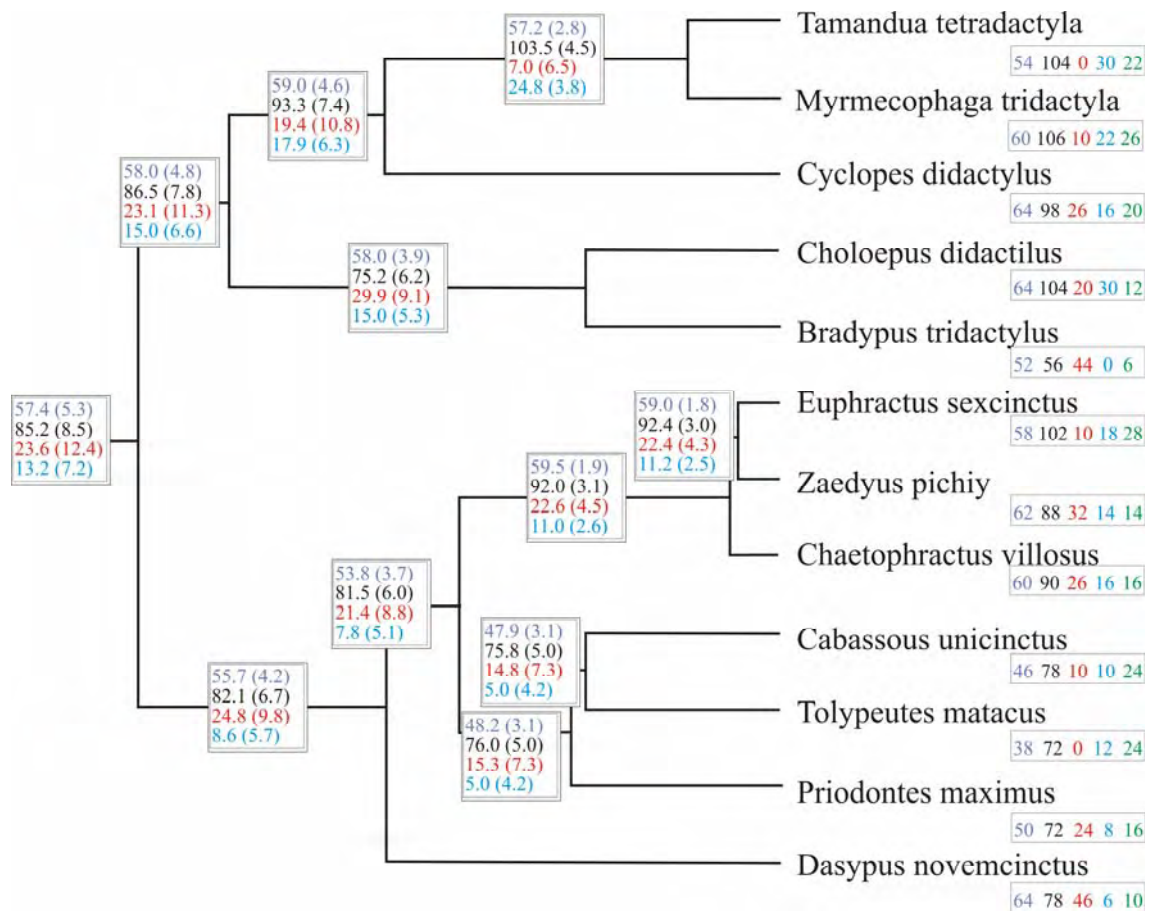 57.2 (2.8)
103.5 (4.5)
7.0 (6.5)
24.8 (3.8)
Tamandua tetradactyla
54 104 0 30 22
59.0 (4.6)
93.3 (7.4)
19.4 (10.8)
17.9 (6.3)
Myrmecophaga tridactyla
60 106 10 22 26
58.0 (4.8)
86.5 (7.8)
23.1 (11.3)
15.0 (6.6)
Cyclopes didactylus
64 98 26 16 20
58.0 (3.9)
75.2 (6.2)
29.9 (9.1)
15.0 (5.3)
Choloepus didactilus
64 104 20 30 12
Bradypus tridactylus
52 56 44 0 6
57.4 (5.3)
85.2 (8.5)
23.6 (12.4)
13.2 (7.2)
59.0 (1.8)
92.4 (3.0)
22.4 (4.3)
11.2 (2.5)
Euphractus sexcinctus
58 102 10 18 28
59.5 (1.9)
92.0 (3.1)
22.6 (4.5)
11.0 (2.6)
Zaedyus pichiy
62 88 32 14 14
Chaetophractus villosus
60 90 26 16 16
53.8 (3.7)
81.5 (6.0)
21.4 (8.8)
7.8 (5.1)
47.9 (3.1)
75.8 (5.0)
14.8 (7.3)
5.0 (4.2)
Cabassous unicinctus
46 78 10 10 24
55.7 (4.2)
82.1 (6.7)
24.8 (9.8)
8.6 (5.7)
48.2 (3.1)
76.0 (5.0)
15.3 (7.3)
5.0 (4.2)
Tolypeutes matacus
38 72 0 12 24
Priodontes maximus
50 72 24 8 16
Dasypus novemcinctus
64 78 46 6 10